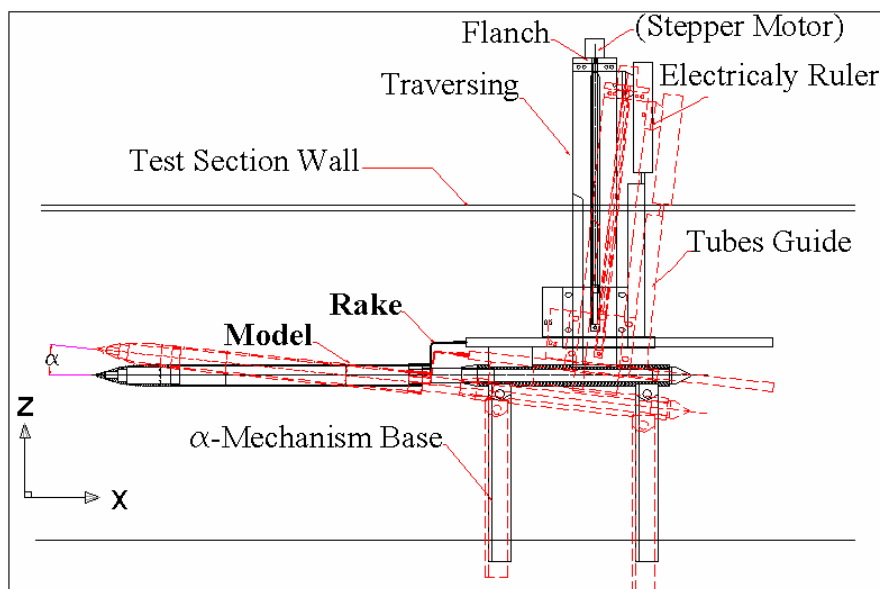 (Stepper Motor)
Flanch
Electricaly Ruler
Traversing
Test Section Wall
Tubes Guide
Rake
Model
α
Z
α-Mechanism Base
X